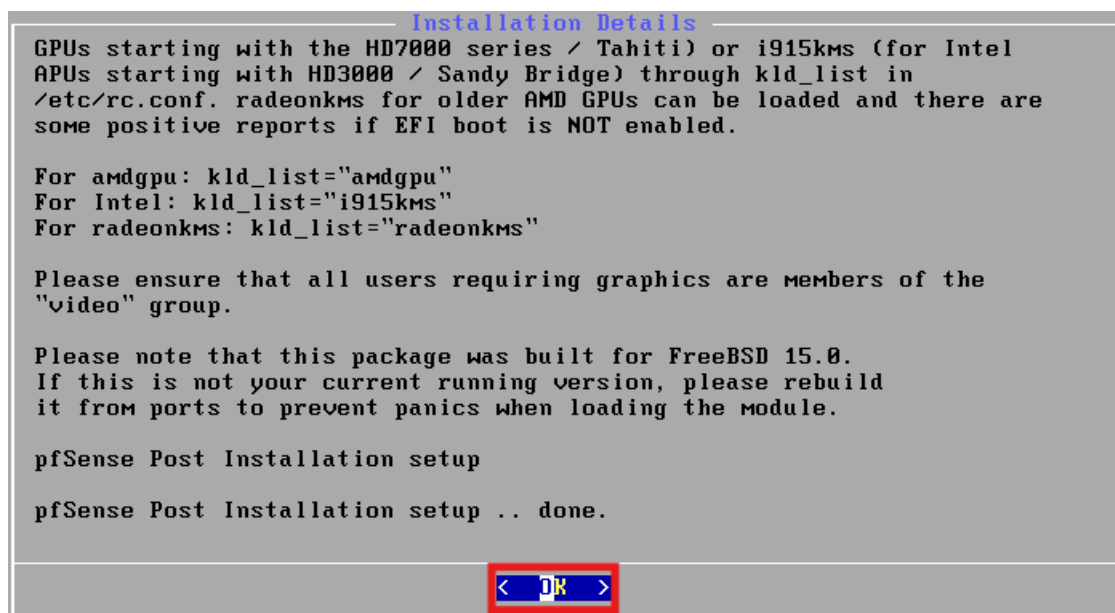 Installation Details
GPUs starting with the HD7000 series / Tahiti) or i915kms (for Intel
APUs starting with HD3000 / Sandy Bridge) through kld_list in
/etc/rc.conf. radeonkms for older AMD GPUs can be loaded and there are
some positive reports if EFI boot is NOT enabled.
For amdgpu: kld_list="amdgpu"
For Intel: kld_list="i915kms"
For radeonkms: kld_list="radeonkms"
Please ensure that all users requiring graphics are members of the
"video" group.
Please note that this package was built for FreeBSD 15.0.
If this is not your current running version, please rebuild
it from ports to prevent panics when loading the module.
pfSense Post Installation setup
pfSense Post Installation setup .. done.
< OK >